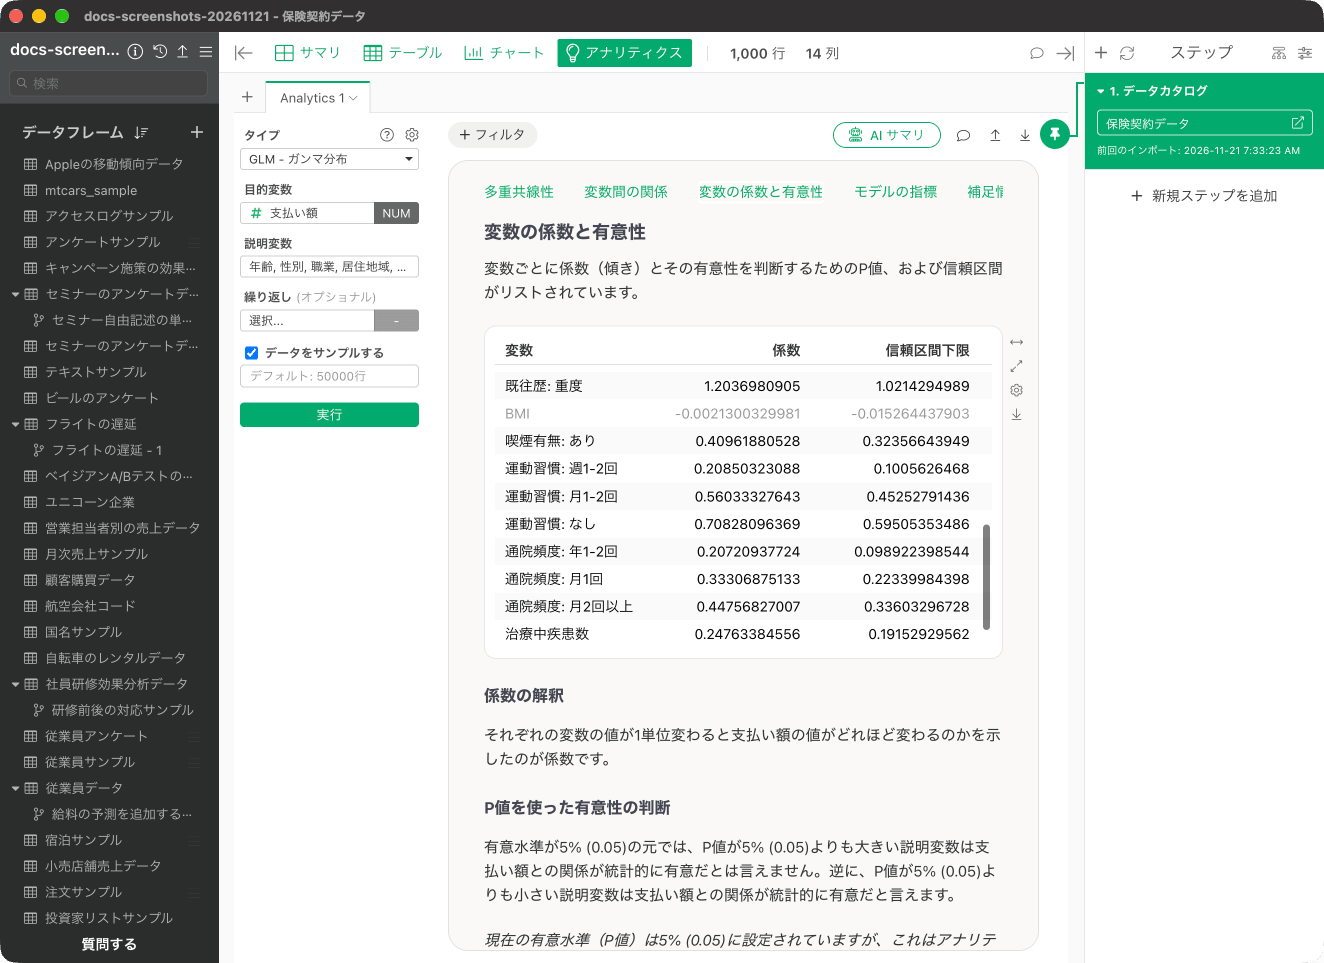 docs-screenshots-20261121 - 保険契約データ
docs-screen...
検索
データフレーム
Appleの移動傾向データ
mtcars_sample
アクセスログサンプル
アンケートサンプル
キャンペーン施策の効果…
セミナーのアンケートデ…
セミナー自由記述の単…
セミナーのアンケートデ…
テキストサンプル
ビールのアンケート
フライトの遅延
フライトの遅延 - 1
ベイジアンA/Bテストの…
ユニコーン企業
営業担当者別の売上データ
月次売上サンプル
顧客購買データ
航空会社コード
国名サンプル
自転車のレンタルデータ
社員研修効果分析データ
研修前後の対応サンプル
従業員アンケート
従業員サンプル
従業員データ
給料の予測を追加する…
宿泊サンプル
小売店舗売上データ
注文サンプル
投資家リストサンプル
質問する
サマリ
テーブル
チャート
アナリティクス
1,000 行
14 列
Analytics 1
タイプ
GLM - ガンマ分布
目的変数
# 支払い額 NUM
説明変数
年齢, 性別, 職業, 居住地域, ...
繰り返し (オプショナル)
選択... -
データをサンプルする
デフォルト: 50000行
実行
+ フィルタ
AI サマリ
多重共線性 変数間の関係 変数の係数と有意性 モデルの指標 補足情
変数の係数と有意性
変数ごとに係数（傾き）とその有意性を判断するためのP値、および信頼区間
がリストされています。
変数 係数 信頼区間下限
既往歴: 重度 1.2036980905 1.0214294989
BMI -0.0021300329981 -0.015264437903
喫煙有無: あり 0.40961880528 0.32356643949
運動習慣: 週1-2回 0.20850323088 0.1005626468
運動習慣: 月1-2回 0.56033327643 0.45252791436
運動習慣: なし 0.70828096369 0.59505353486
通院頻度: 年1-2回 0.20720937724 0.098922398544
通院頻度: 月1回 0.33306875133 0.22339984398
通院頻度: 月2回以上 0.44756827007 0.33603296728
治療中疾患数 0.24763384556 0.19152929562
係数の解釈
それぞれの変数の値が1単位変わると支払い額の値がどれほど変わるのかを示
したのが係数です。
P値を使った有意性の判断
有意水準が5% (0.05)の元では、P値が5% (0.05)よりも大きい説明変数は支
払い額との関係が統計的に有意だとは言えません。逆に、P値が5% (0.05)よ
りも小さい説明変数は支払い額との関係が統計的に有意だと言えます。
現在の有意水準（P値）は5% (0.05)に設定されていますが、これはアナリテ
ステップ
1. データカタログ
保険契約データ
前回のインポート: 2026-11-21 7:33:23 AM
+ 新規ステップを追加